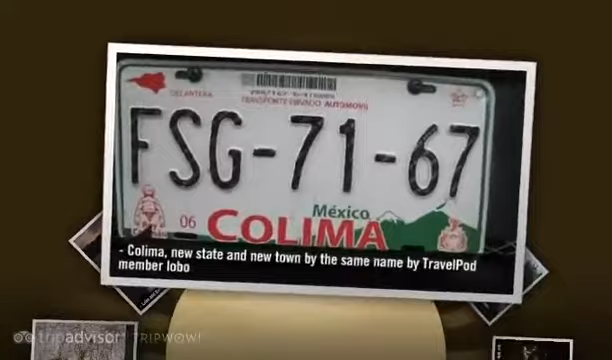 DELANTERA
TRANSPORTE PRIVADO AUTOMOVIL
FSG-71-67
06
México
COLIMA
- Colima, new state and new town by the same name by TravelPod
member lobo
tripadvisor TRIPWOW!